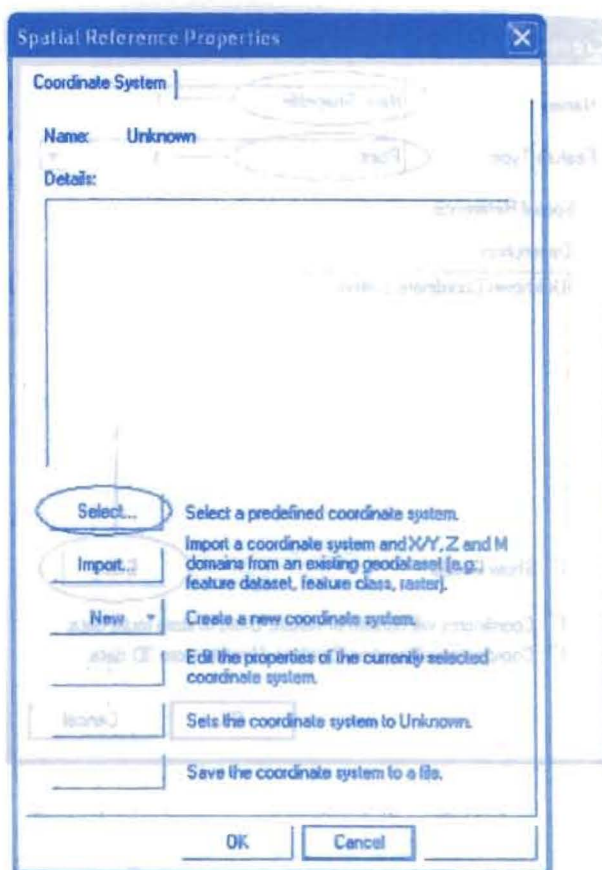 Spatial Reference Properties
Coordinate System
Name: Unknown
Details:
Select... Select a predefined coordinate system.
Import... Import a coordinate system and X/Y, Z and M
domains from an existing geodataset (e.g.;
feature dataset, feature class, raster).
New Create a new coordinate system.
Edit the properties of the currently selected
coordinate system.
Sets the coordinate system to Unknown.
Save the coordinate system to a file.
OK Cancel